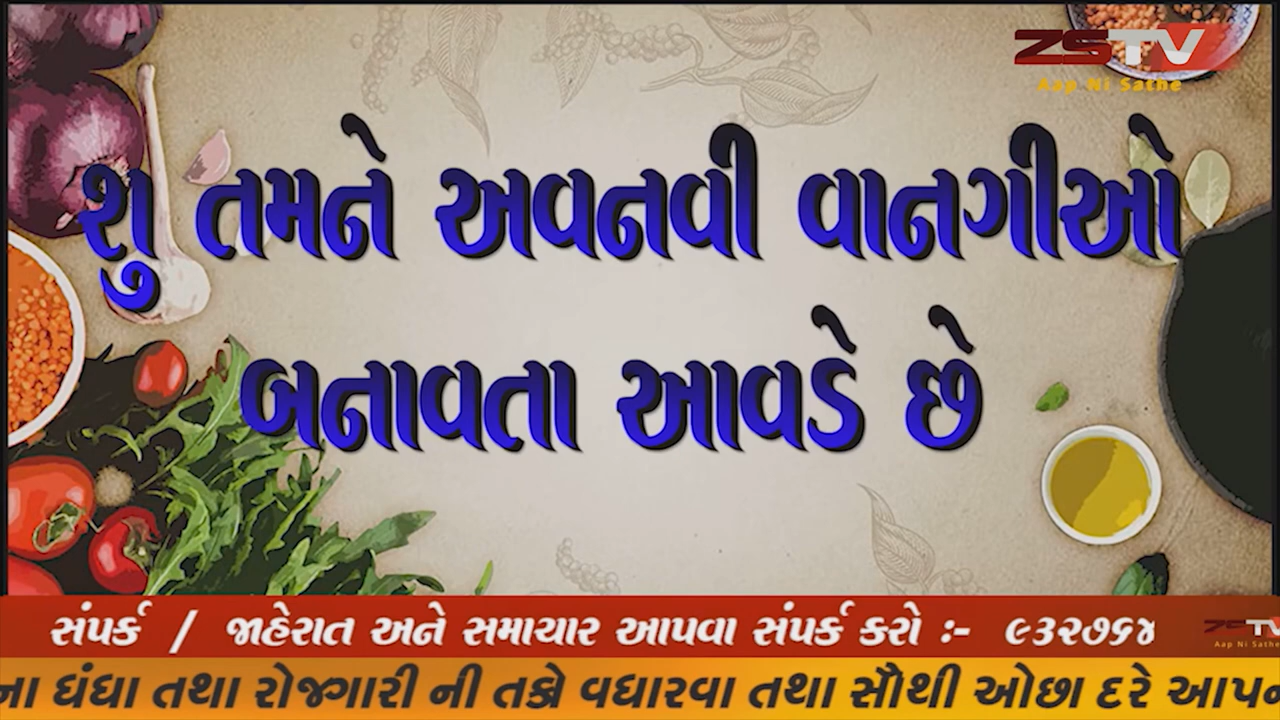 ZSTV
Aap Ni Sathe
શુ તમને અવનવી વાનગીઓ
બનાવતા આવડે છે
સંપર્ક / જાહેરાત અને સમાચાર આપવા સંપર્ક કરો :- ૯૩૨૭૬૪
ZSTV
Aap Ni Sathe
ના ધંધા તથા રોજગારી ની તકો વધારવા તથા સૌથી ઓછા દરે આપન